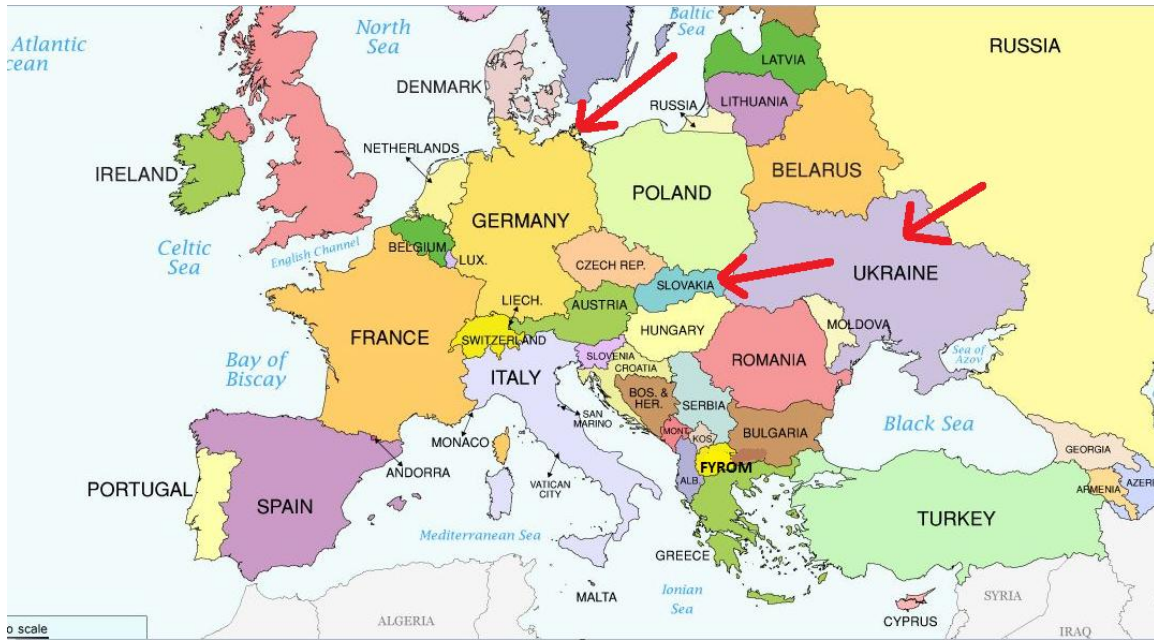 Atlantic
cean
North
Sea
Baltic
Sea
RUSSIA
DENMARK
LATVIA
LITHUANIA
RUSSIA
NETHERLANDS
IRELAND
BELARUS
POLAND
GERMANY
Celtic
Sea
English Channel
BELGIUM
LUX.
CZECH REP.
UKRAINE
SLOVAKIA
LIECH.
AUSTRIA
FRANCE
SWITZERLAND
HUNGARY
MOLDOVA
Bay of
Biscay
SLOVENIA
CROATIA
ROMANIA
Sea of
Azov
ITALY
BOS. &
HER.
SERBIA
SAN
MARINO
Black Sea
MONACO
MONT.
KOS.
BULGARIA
GEORGIA
ANDORRA
FYROM
PORTUGAL
SPAIN
VATICAN
CITY
ALB.
ARMENIA
AZER
TURKEY
Mediterranean Sea
GREECE
MALTA
Ionian
Sea
SYRIA
CYPRUS
ALGERIA
o scale
IRAQ